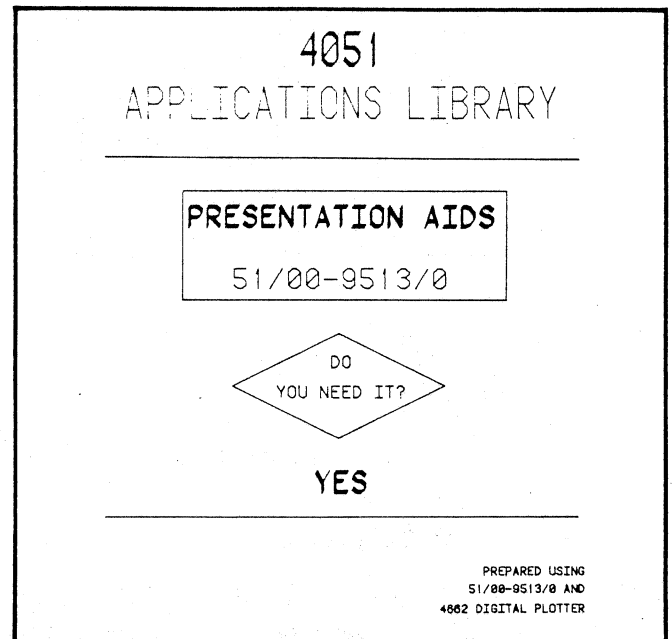 4051
APPLICATIONS LIBRARY
PRESENTATION AIDS
51/00-9513/0
DO
YOU NEED IT?
YES
PREPARED USING
51/00-9513/0 AND
4662 DIGITAL PLOTTER